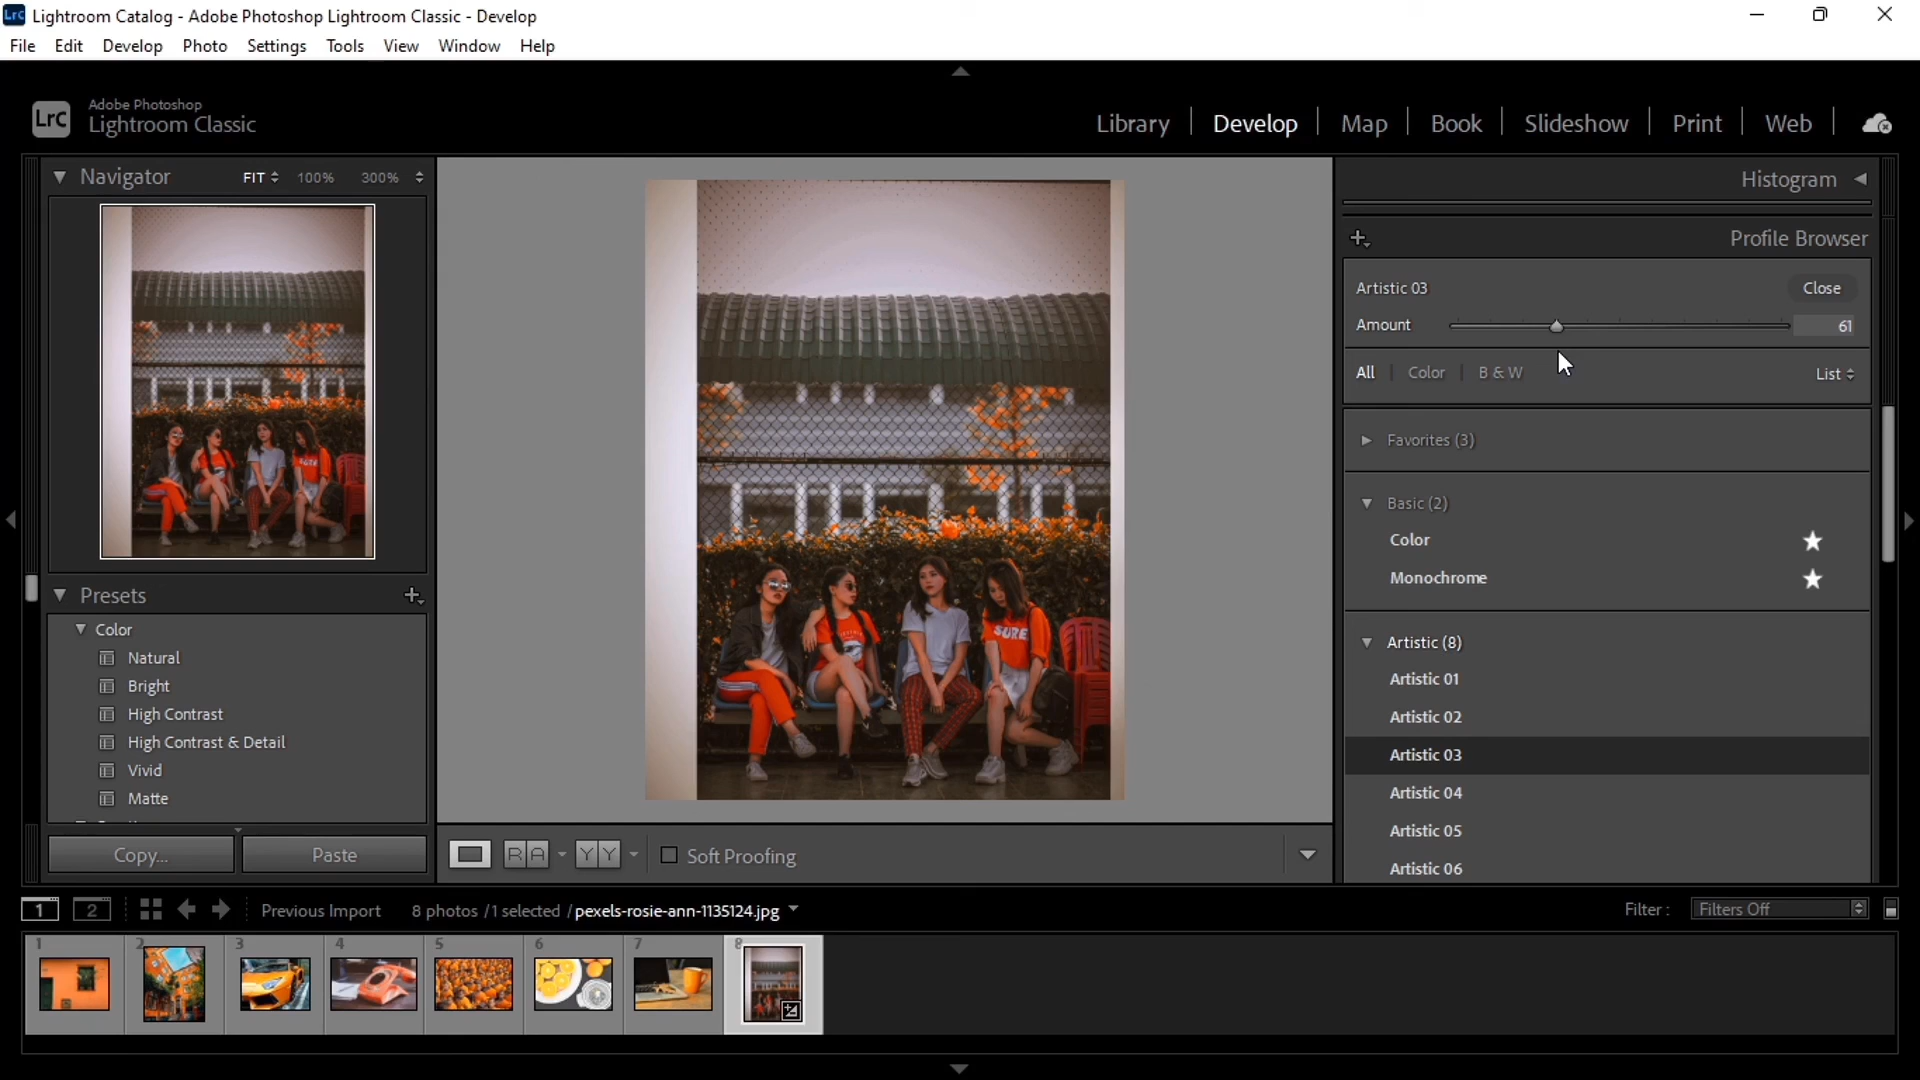 Lrc Lightroom Catalog - Adobe Photoshop Lightroom Classic - Develop
File Edit Develop Photo Settings Tools View Window Help
Lrc Adobe Photoshop
Lightroom Classic
Library Develop Map Book Slideshow Print Web
Navigator FIT 100% 300%
Histogram
Profile Browser
Artistic 03 Close
Amount 61
All Color B & W List
Favorites (3)
Basic (2)
Color
Monochrome
Artistic (8)
Artistic 01
Artistic 02
Artistic 03
Artistic 04
Artistic 05
Artistic 06
SURE
Presets
Color
Natural
Bright
High Contrast
High Contrast & Detail
Vivid
Matte
Copy... Paste
R A Y Y Soft Proofing
1 2 Previous Import 8 photos / 1 selected / pexels-rosie-ann-1135124.jpg Filter : Filters Off
1 2 3 4 5 6 7 8